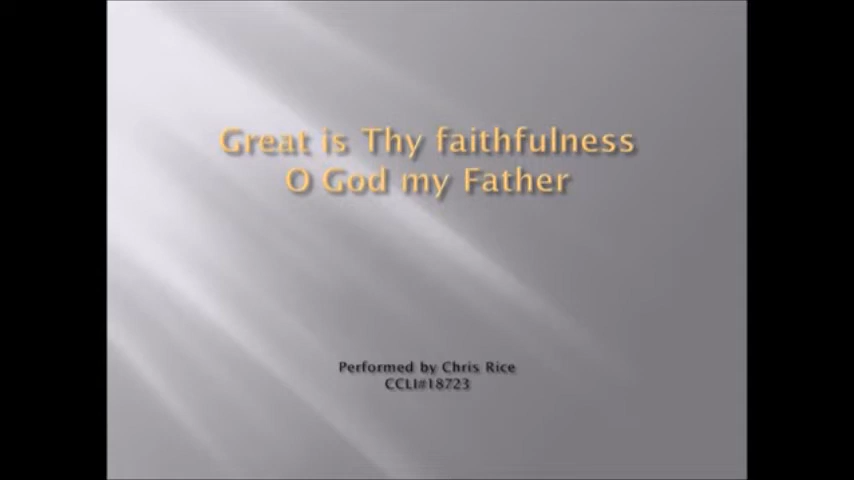 Great is Thy faithfulness
O God my Father
Performed by Chris Rice
CCLI#18723